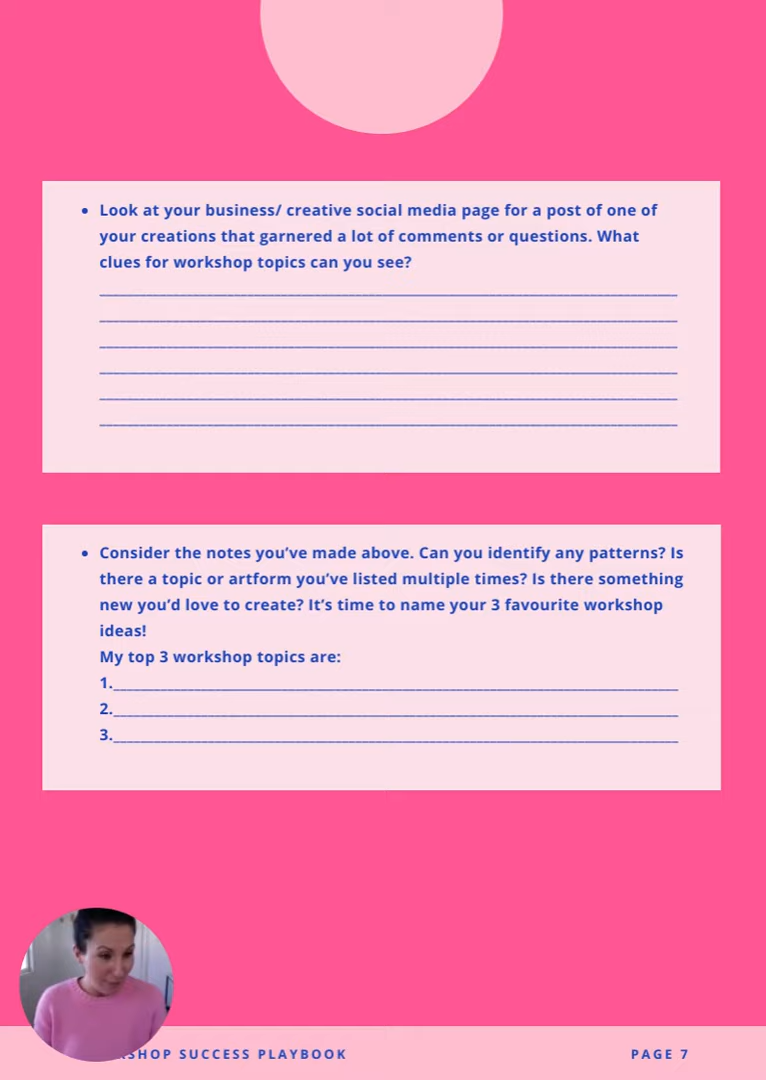 • Look at your business/ creative social media page for a post of one of
your creations that garnered a lot of comments or questions. What
clues for workshop topics can you see?
• Consider the notes you’ve made above. Can you identify any patterns? Is
there a topic or artform you’ve listed multiple times? Is there something
new you’d love to create? It’s time to name your 3 favourite workshop
ideas!
My top 3 workshop topics are:
1.
2.
3.
SUCCESS PLAYBOOK
PAGE 7